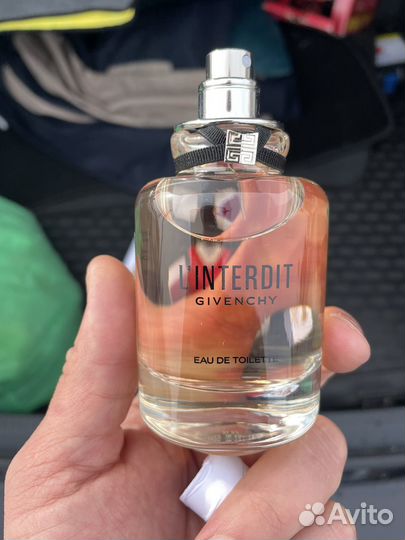 L'INTERDIT
GIVENCHY
EAU DE TOILETTE
Avito